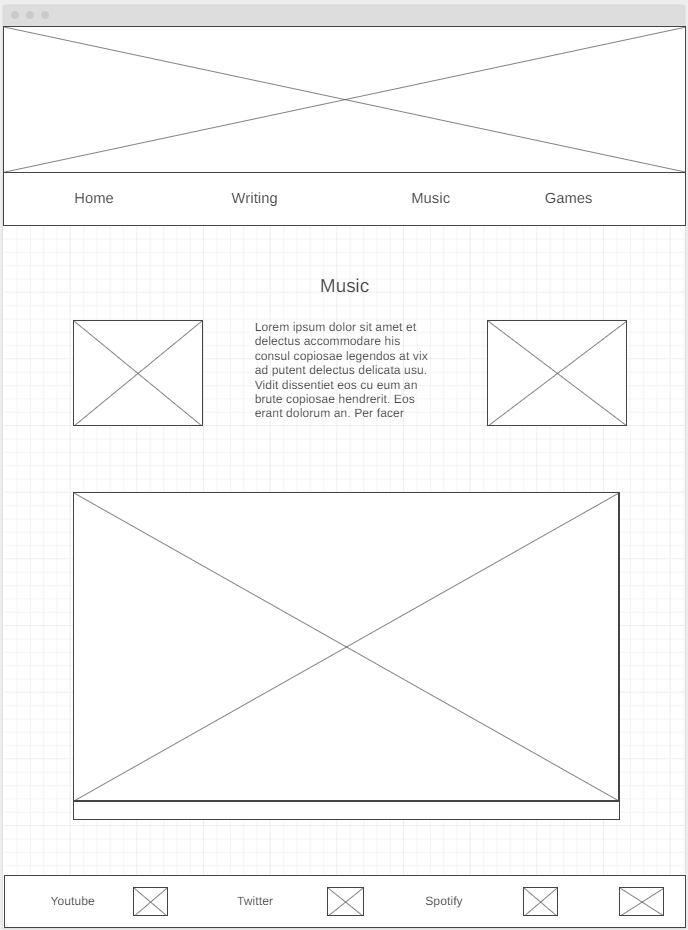 Home Writing Music Games
Music
Lorem ipsum dolor sit amet et
delectus accommodare his
consul copiosae legendos at vix
ad putent delectus delicata usu.
Vidit dissentiet eos cu eum an
brute copiosae hendrerit. Eos
erant dolorum an. Per facer
Youtube Twitter Spotify